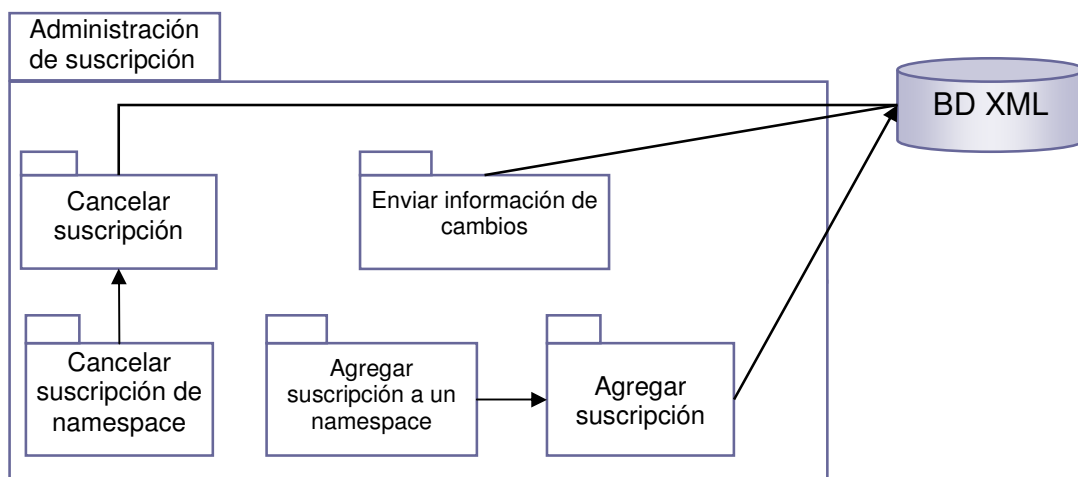 Administración
de suscripción
BD XML
Cancelar
suscripción
Enviar información de
cambios
Cancelar
suscripción de
namespace
Agregar
suscripción a un
namespace
Agregar
suscripción